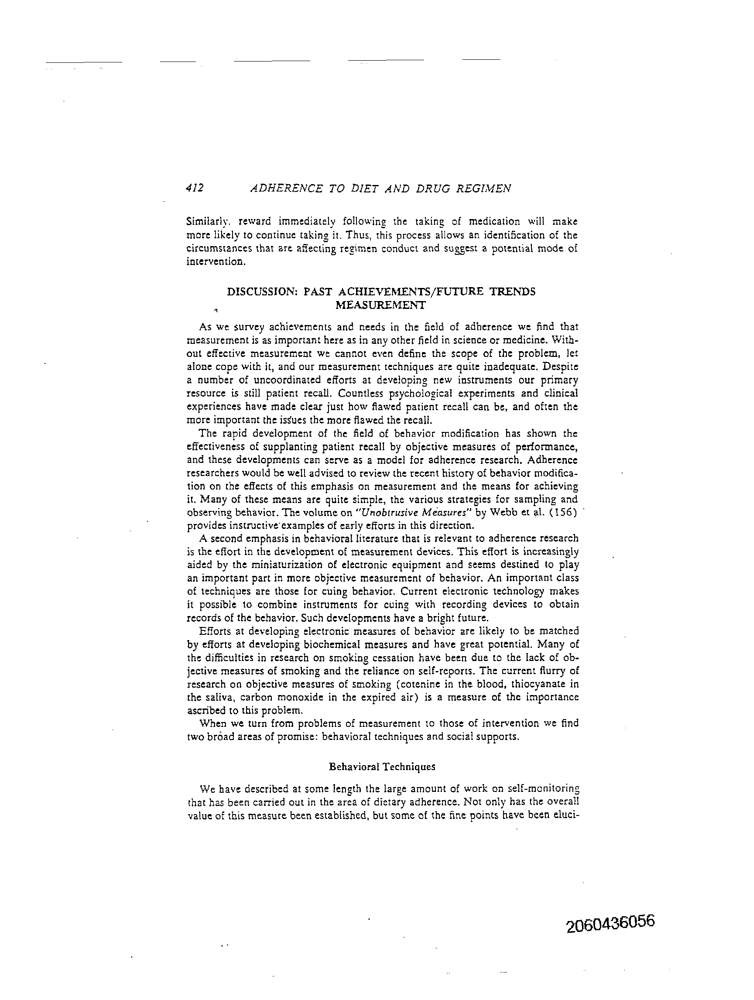 412 ADHERENCE TO DIET AND DRUG REGIMEN
Similarly, reward immediately following the taking of medication will make
more likely to continue taking it. Thus, this process allows an identification of the
circumstances that are affecting regimen conduct and suggest a potential mode of
intervention.
DISCUSSION: PAST ACHIEVEMENTS/FUTURE TRENDS
MEASUREMENT
As we survey achievements and needs in the field of adherence we find that
measurement is as important here as in any other field in science or medicine. With-
out effective measurement we cannot even define the scope of the problem, let
alone cope with it, and our measurement techniques are quite inadequate. Despite
a number of uncoordinated efforts at developing new instruments our primary
resource is still patient recall. Countless psychological experiments and clinical
experiences have made clear just how flawed patient recall can be, and often the
more important the issues the more flawed the recall.
The rapid development of the field of behavior modification has shown the
effectiveness of supplanting patient recall by objective measures of performance,
and these developments can serve as a model for adherence research. Adherence
researchers would be well advised to review the recent history of behavior modifica-
tion on the effects of this emphasis on measurement and the means for achieving
it. Many of these means are quite simple, the various strategies for sampling and
observing behavior. The volume on "Unobtrusive Measures" by Webb et al. (156)
provides instructive examples of early efforts in this direction.
A second emphasis in behavioral literature that is relevant to adherence research
is the effort in the development of measurement devices. This effort is increasingly
aided by the miniaturization of electronic equipment and seems destined to play
an important part in more objective measurement of behavior. An important class
of techniques are those for cuing behavior. Current electronic technology makes
it possible to combine instruments for cuing with recording devices to obtain
records of the behavior. Such developments have a bright future.
Efforts at developing electronic measures of behavior are likely to be matched
by efforts at developing biochemical measures and have great potential. Many of
the difficulties in research on smoking cessation have been due to the lack of ob-
jective measures of smoking and the reliance on self-reports. The current flurry of
research on objective measures of smoking (cotenine in the blood, thiocyanate in
the saliva, carbon monoxide in the expired air) is a measure of the importance
ascribed to this problem.
When we turn from problems of measurement to those of intervention we find
two broad areas of promise: behavioral techniques and social supports.
Behavioral Techniques
We have described at some length the large amount of work on self-monitoring
that has been carried out in the area of dietary adherence. Not only has the overall
value of this measure been established, but some of the fine points have been eluci-
2060436056